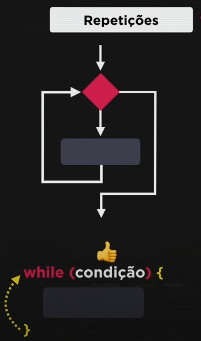 Repetições
while (condição) {
}